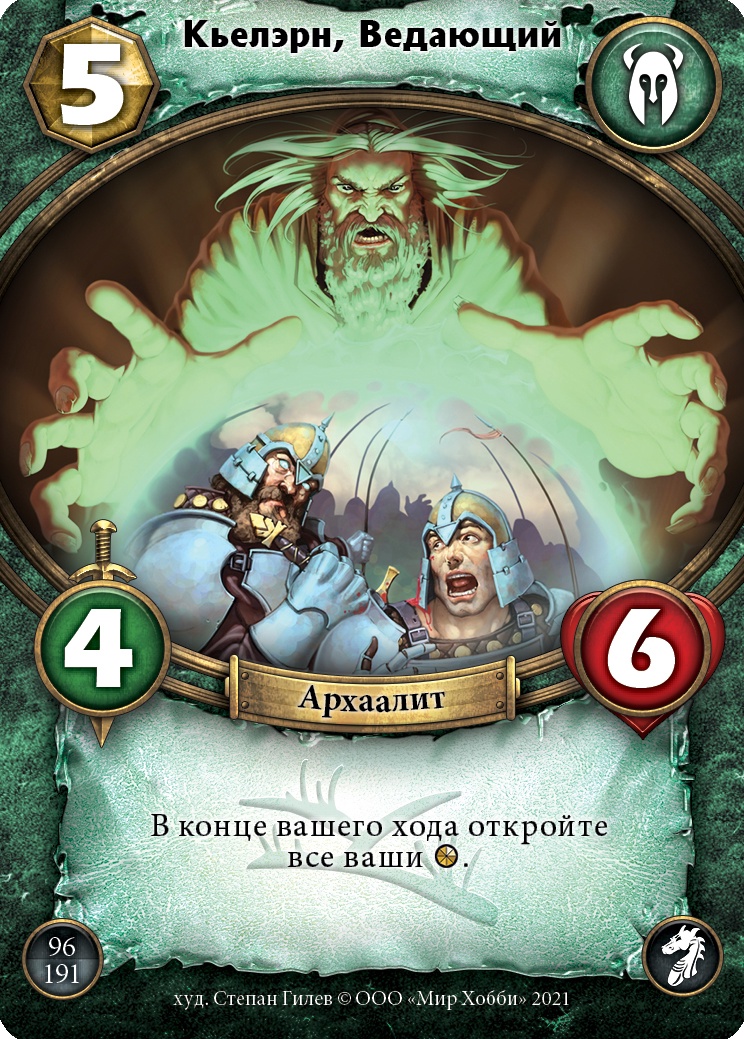 Кьелэрн, Ведающий
5
4
6
Архаалит
В конце вашего хода откройте
все ваши .
96
191
худ. Степан Гилев © ООО «Мир Хобби» 2021